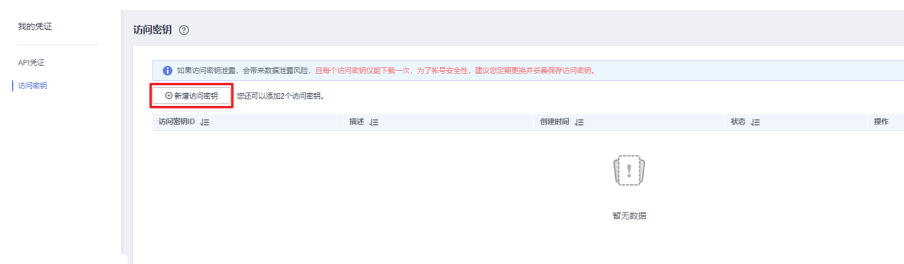 我的凭证
访问密钥
API凭证
访问密钥
如果访问密钥泄露，会带来数据泄露风险，且每个访问密钥仅能下载一次，为了帐号安全性，建议您定期更换并妥善保存访问密钥。
新增访问密钥 您还可以添加2个访问密钥。
访问密钥ID 描述 创建时间 状态 操作
暂无数据